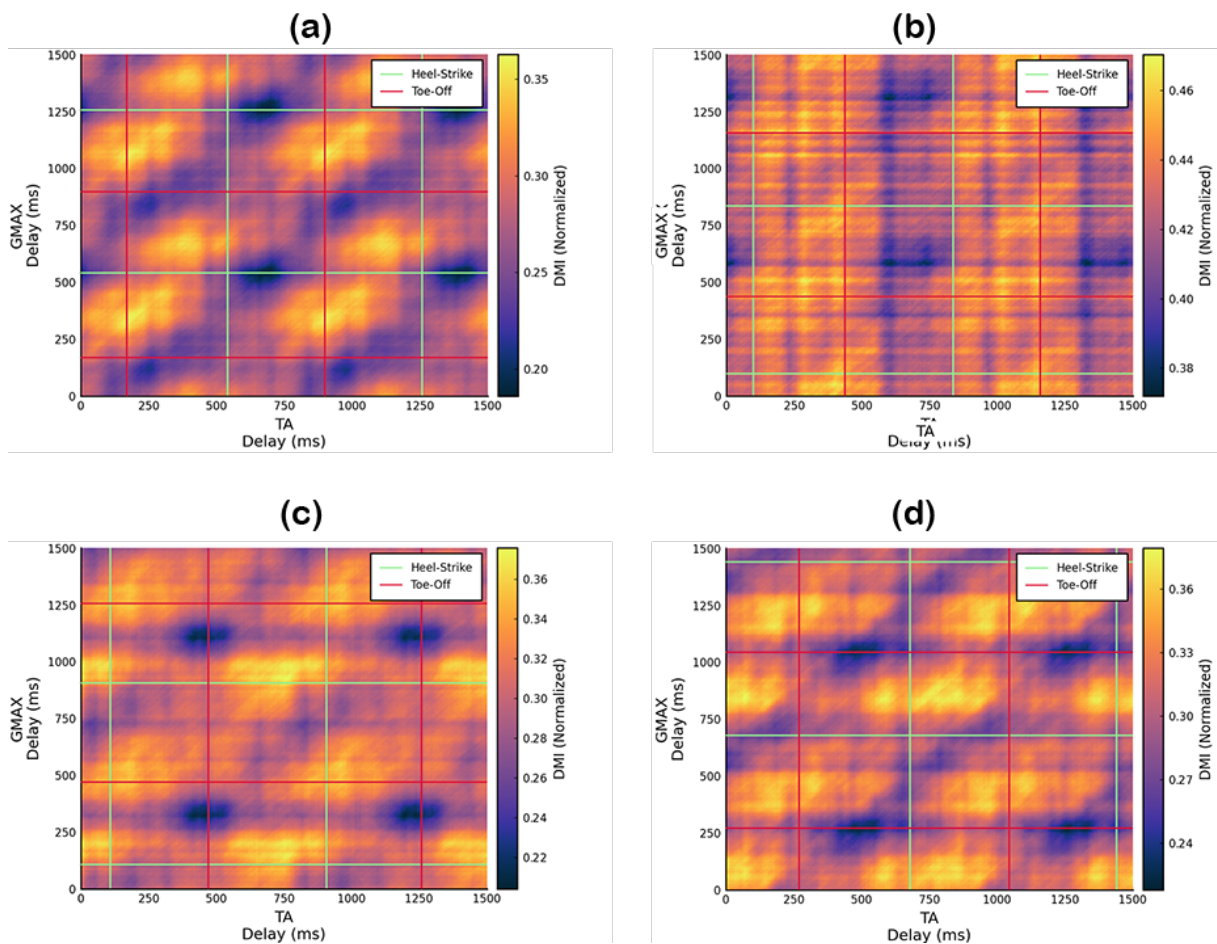 (a)
1500
1250
1000
750
500
250
0
GMAX
Delay (ms)
Heel-Strike
Toe-Off
0 250 500 750 1000 1250 1500
TA
Delay (ms)
0.35
0.30
0.25
0.20
DMI (Normalized)
(b)
1500
1250
1000
750
500
250
0
GMAX
Delay (ms)
Heel-Strike
Toe-Off
0 250 500 750 1000 1250 1500
TA
Delay (ms)
0.46
0.44
0.42
0.40
0.38
DMI (Normalized)
(c)
1500
1250
1000
750
500
250
0
GMAX
Delay (ms)
Heel-Strike
Toe-Off
0 250 500 750 1000 1250 1500
TA
Delay (ms)
0.36
0.34
0.32
0.30
0.28
0.26
0.24
0.22
DMI (Normalized)
(d)
1500
1250
1000
750
500
250
0
GMAX
Delay (ms)
Heel-Strike
Toe-Off
0 250 500 750 1000 1250 1500
TA
Delay (ms)
0.36
0.33
0.30
0.27
0.24
DMI (Normalized)